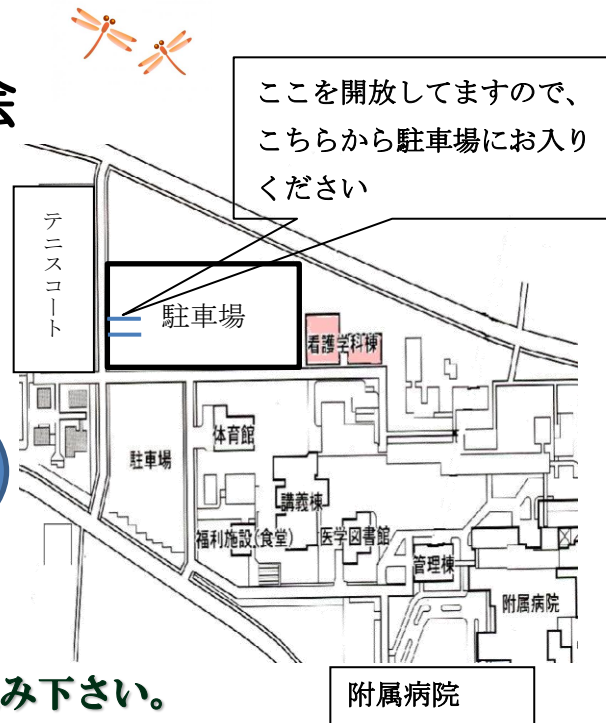 会
ここを開放してますので、
こちらから駐車場にお入り
ください
テニスコート
駐車場
看護学科棟
体育館
駐車場
講義棟
福利施設(食堂)
医学図書館
管理棟
附属病院
み下さい。
附属病院